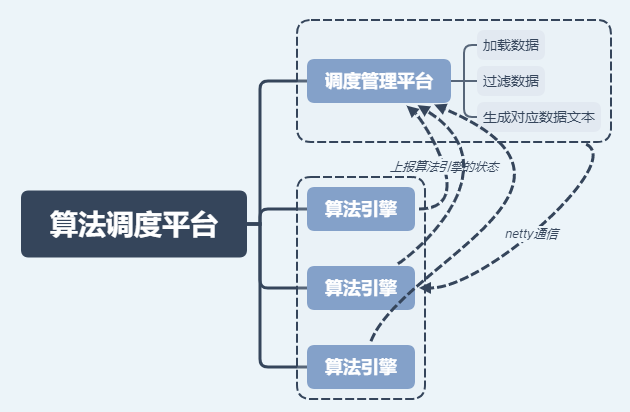 加载数据
调度管理平台
过滤数据
生成对应数据文本
上报算法引擎的状态
算法引擎
算法调度平台
netty通信
算法引擎
算法引擎